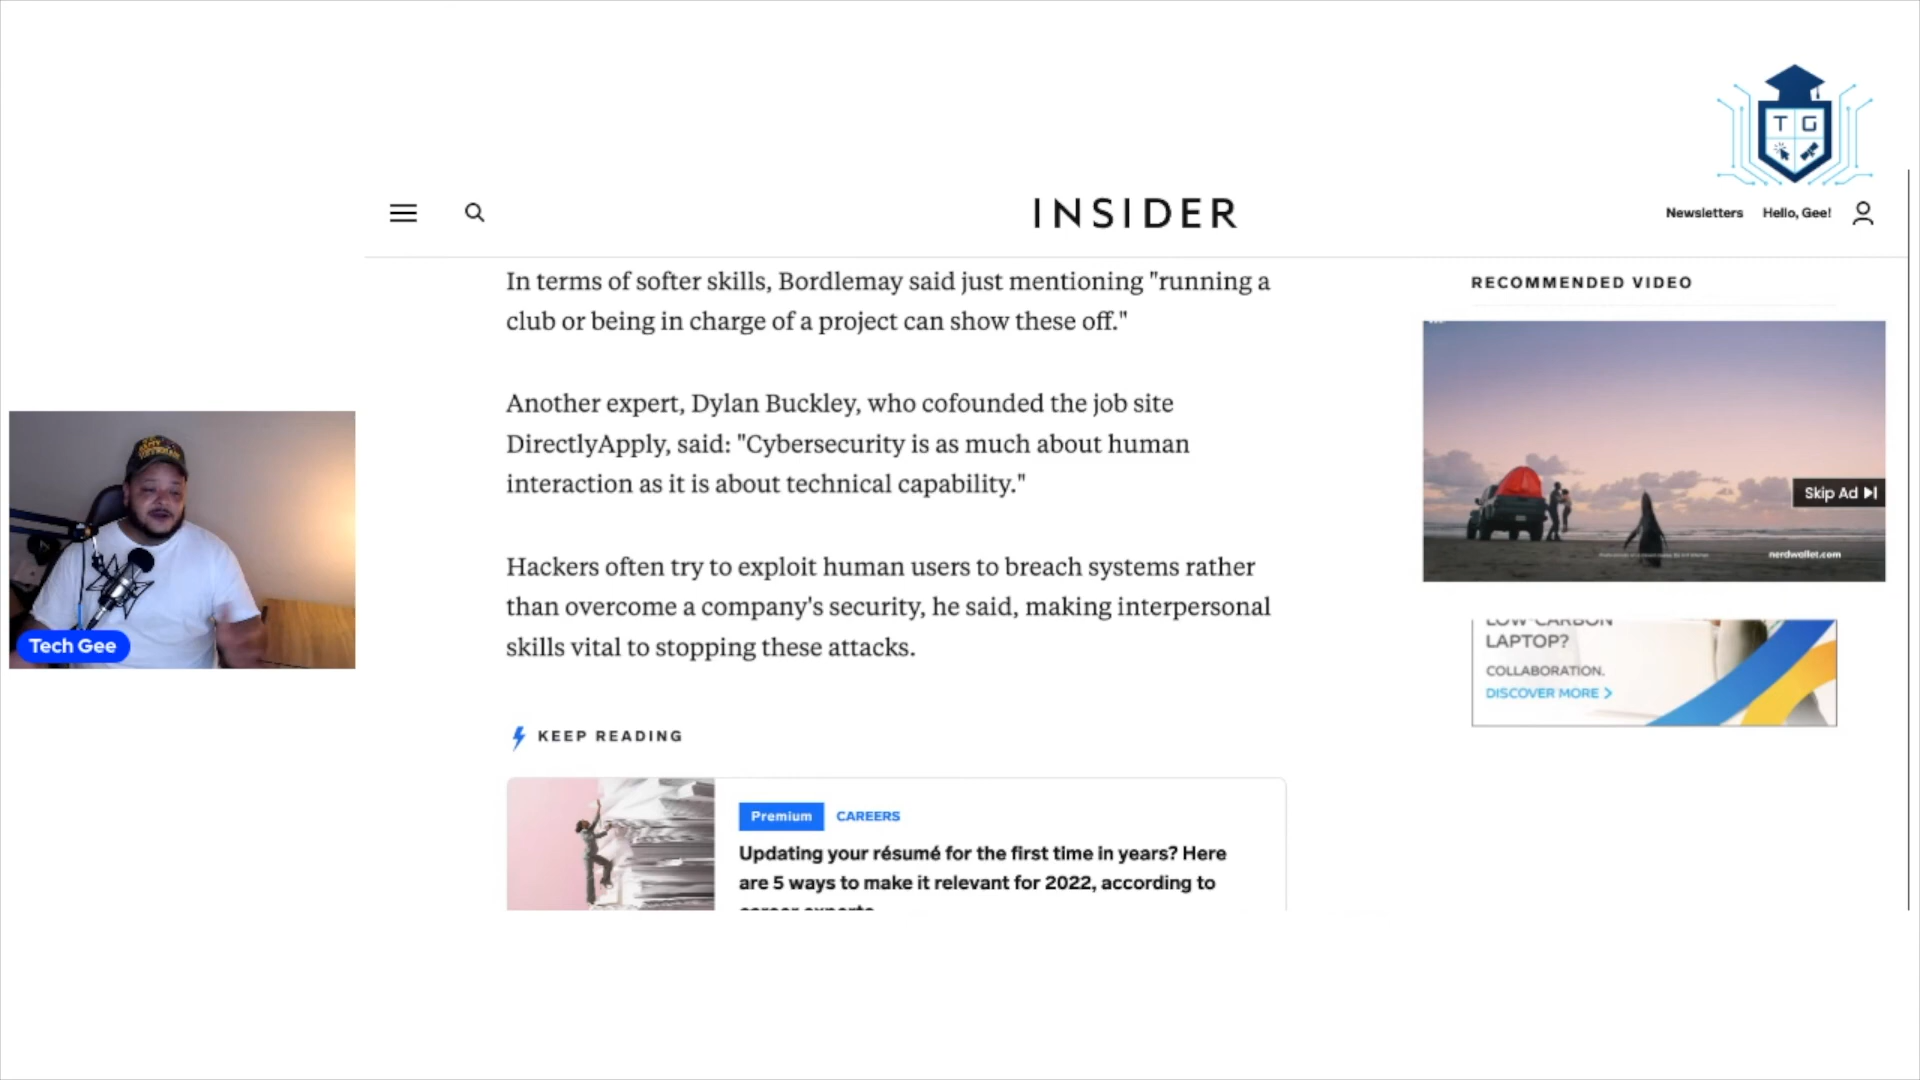 T G
INSIDER
Newsletters Hello, Gee!
In terms of softer skills, Bordlemay said just mentioning "running a
club or being in charge of a project can show these off."
Another expert, Dylan Buckley, who cofounded the job site
DirectlyApply, said: "Cybersecurity is as much about human
interaction as it is about technical capability."
Hackers often try to exploit human users to breach systems rather
than overcome a company's security, he said, making interpersonal
skills vital to stopping these attacks.
KEEP READING
Premium CAREERS
Updating your résumé for the first time in years? Here
are 5 ways to make it relevant for 2022, according to
career experts
RECOMMENDED VIDEO
Skip Ad
nerdwallet.com
LOW-CARBON
LAPTOP?
COLLABORATION.
DISCOVER MORE >
Tech Gee